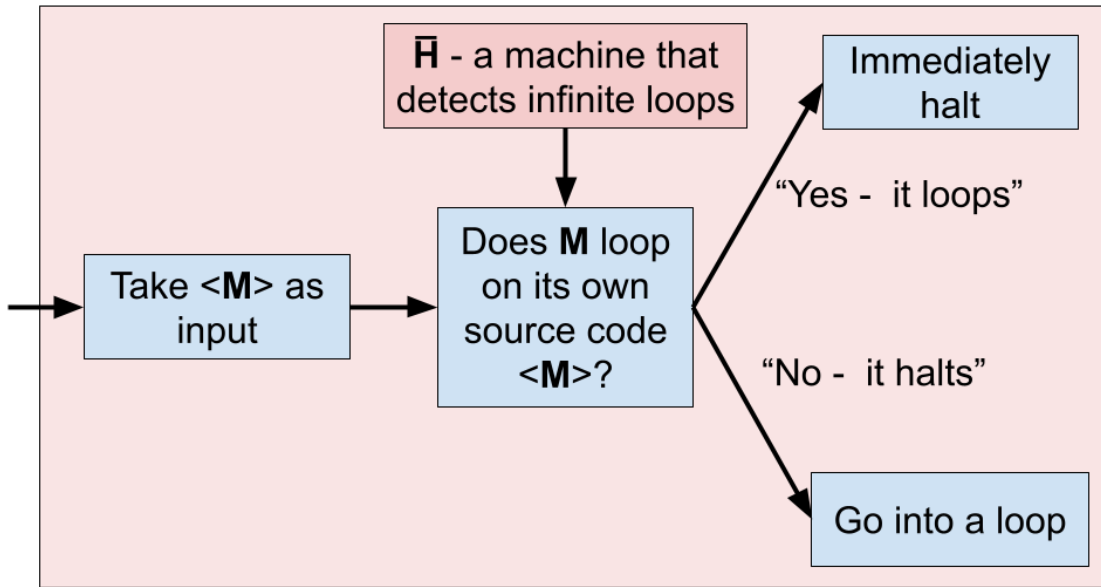 H̅ - a machine that
detects infinite loops
Immediately
halt
“Yes -  it loops”
Take <M> as
input
Does M loop
on its own
source code
<M>?
“No -  it halts”
Go into a loop